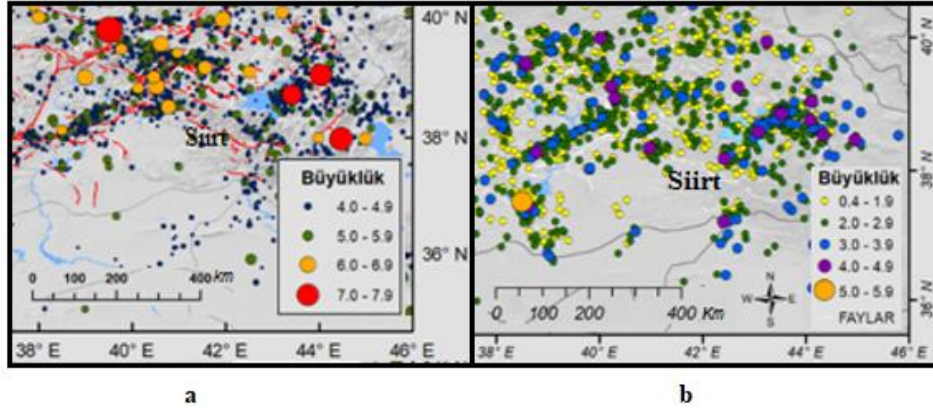 40° N
38° N
36° N
Siirt
Büyüklük
4.0 - 4.9
5.0 - 5.9
6.0 - 6.9
7.0 - 7.9
0 50 100 200 400 km
38° E 40° E 42° E 44° E 46° E
a
40° N
38° N
36° N
Siirt
Büyüklük
0.4 - 1.9
2.0 - 2.9
3.0 - 3.9
4.0 - 4.9
5.0 - 5.9
FAYLAR
N
W E
S
0 50 100 200 400 Km
38° E 40° E 42° E 44° E 46° E
b